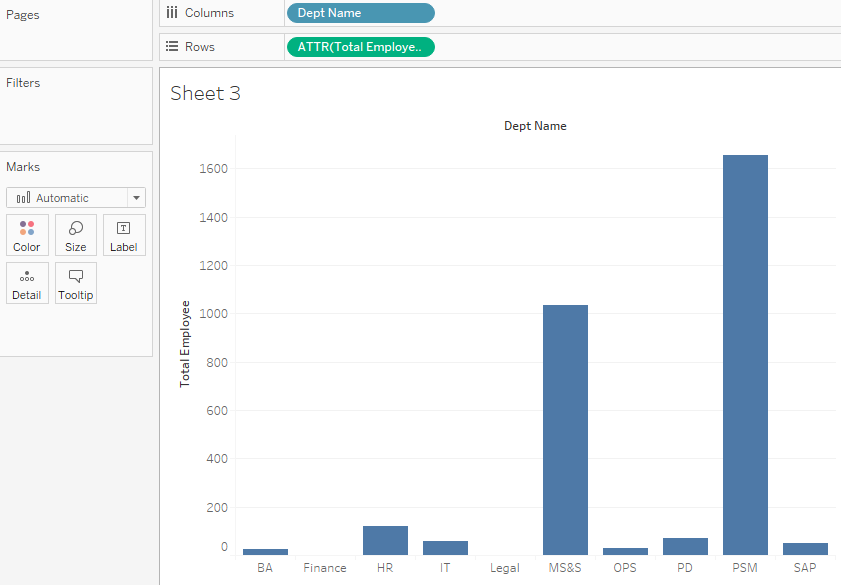 Pages
Columns
Dept Name
Rows
ATTR(Total Employe..
Filters
Marks
Automatic
Color
Size
Label
Detail
Tooltip
Sheet 3
Dept Name
Total Employee
1600
1400
1200
1000
800
600
400
200
0
BA Finance HR IT Legal MS&S OPS PD PSM SAP